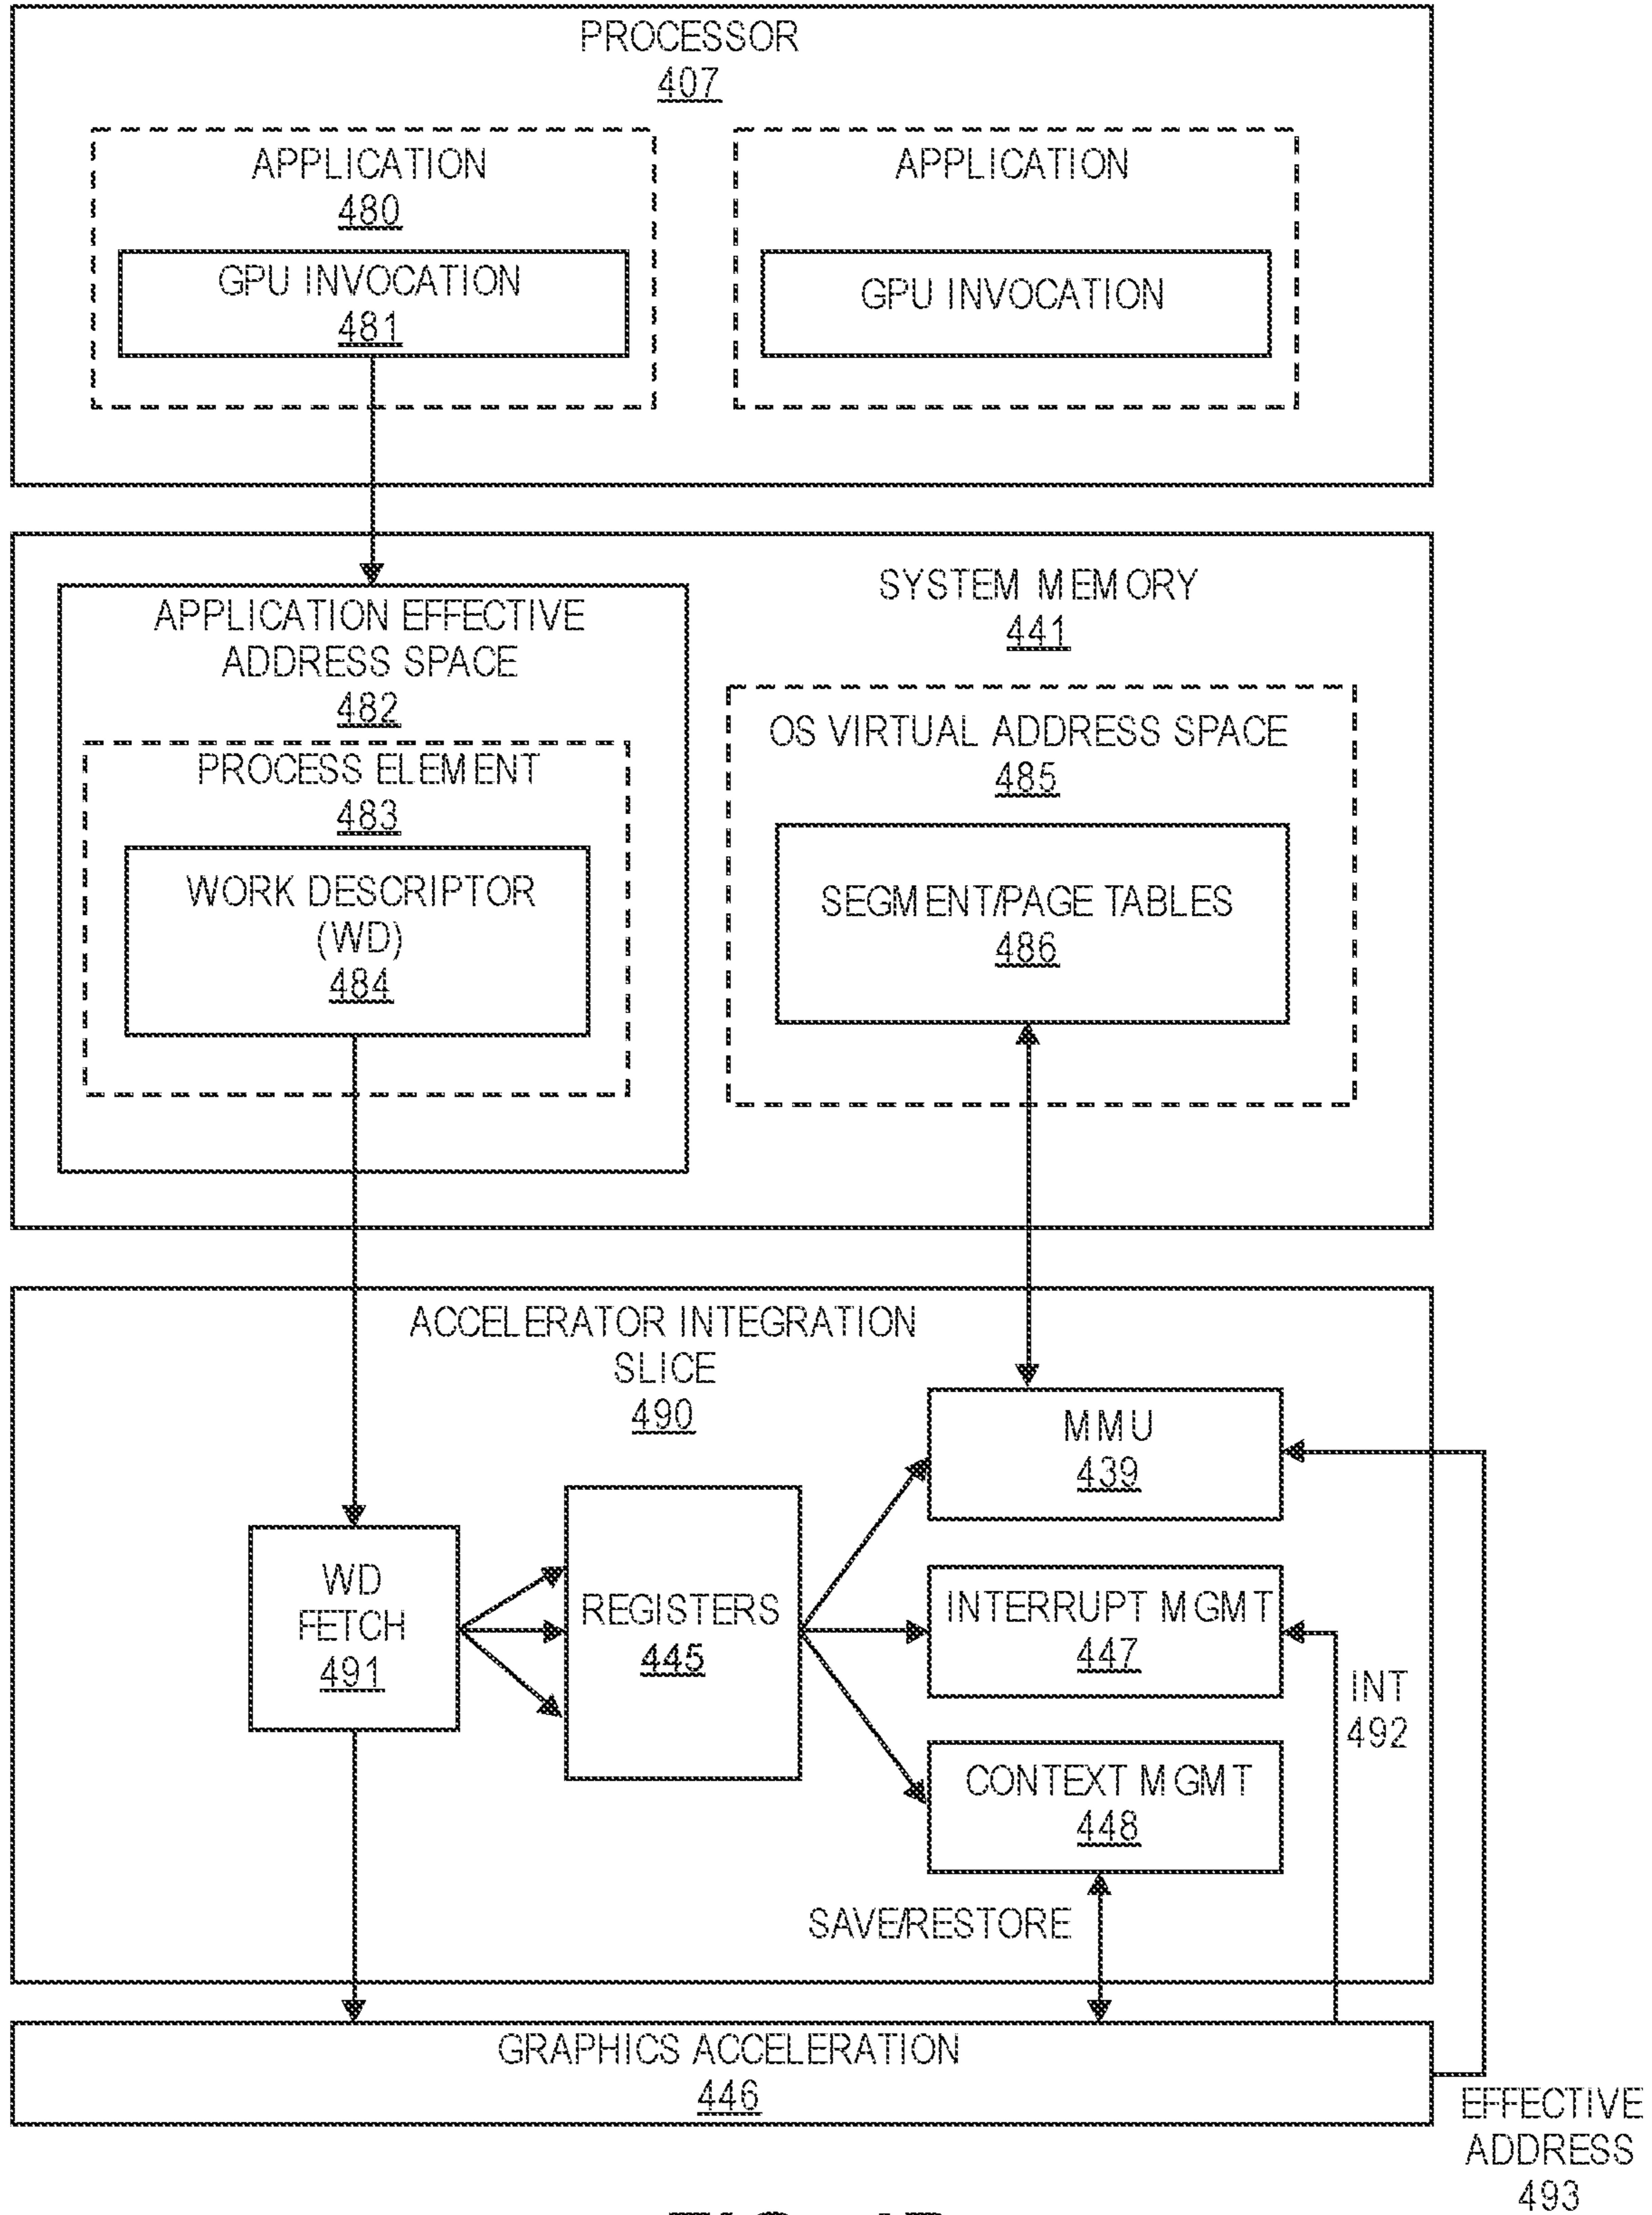 PROCESSOR
407
APPLICATION
480
GPU INVOCATION
481
APPLICATION
GPU INVOCATION
SYSTEM MEMORY
441
APPLICATION EFFECTIVE
ADDRESS SPACE
482
PROCESS ELEMENT
483
WORK DESCRIPTOR
(WD)
484
OS VIRTUAL ADDRESS SPACE
485
SEGMENT/PAGE TABLES
486
ACCELERATOR INTEGRATION
SLICE
490
WD
FETCH
491
REGISTERS
445
MMU
439
INTERRUPT MGMT
447
INT
492
CONTEXT MGMT
448
SAVE/RESTORE
GRAPHICS ACCELERATION
446
EFFECTIVE
ADDRESS
493